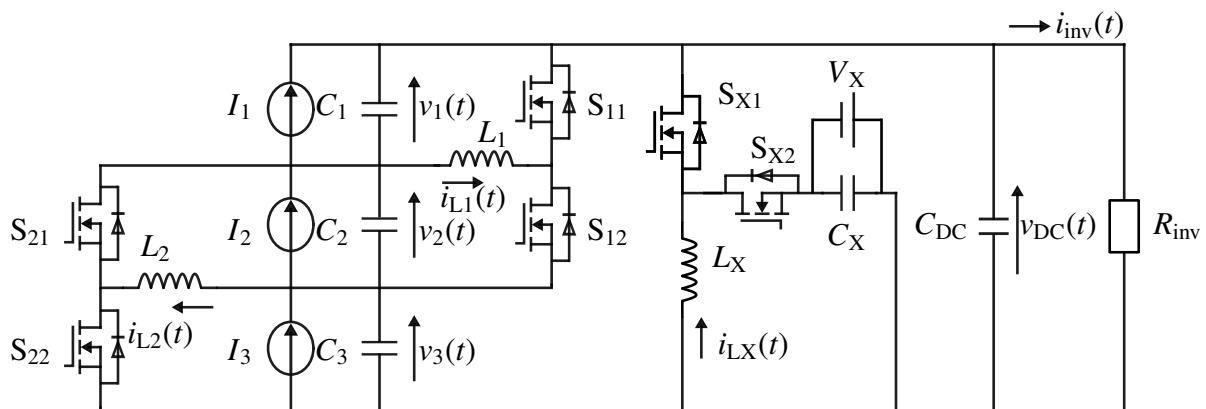 i_inv(t)
V_X
S_X1
I_1
C_1
v_1(t)
S_11
L_1
S_X2
i_L1(t)
S_21
I_2
C_2
v_2(t)
S_12
C_X
C_DC
v_DC(t)
R_inv
L_2
L_X
i_L2(t)
S_22
I_3
C_3
v_3(t)
i_LX(t)